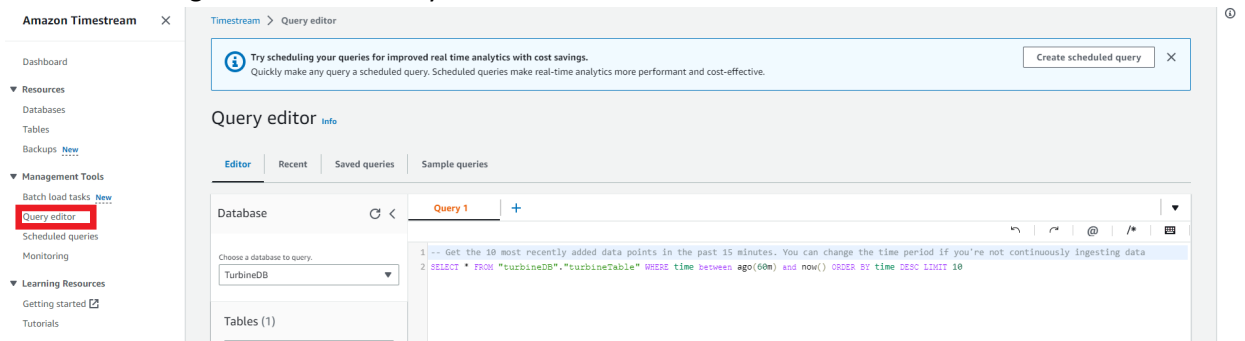 Amazon Timestream
Dashboard
Resources
Databases
Tables
Backups New
Management Tools
Batch load tasks New
Query editor
Scheduled queries
Monitoring
Learning Resources
Getting started
Tutorials
Timestream > Query editor
Try scheduling your queries for improved real time analytics with cost savings.
Quickly make any query a scheduled query. Scheduled queries make real-time analytics more performant and cost-effective.
Create scheduled query
Query editor Info
Editor Recent Saved queries Sample queries
Database
Choose a database to query.
TurbineDB
Tables (1)
Query 1 +
@ /*
1 -- Get the 10 most recently added data points in the past 15 minutes. You can change the time period if you're not continuously ingesting data
2 SELECT * FROM "turbineDB"."turbineTable" WHERE time between ago(60m) and now() ORDER BY time DESC LIMIT 10